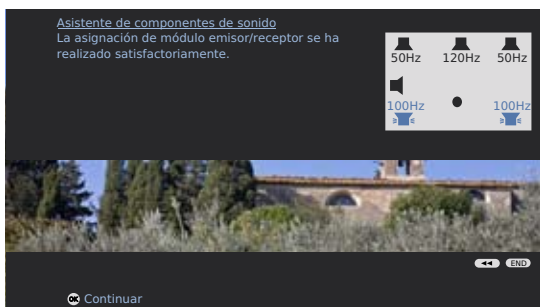 Asistente de componentes de sonido
La asignación de módulo emisor/receptor se ha
realizado satisfactoriamente.
50Hz 120Hz 50Hz
100Hz 100Hz
END
OK Continuar